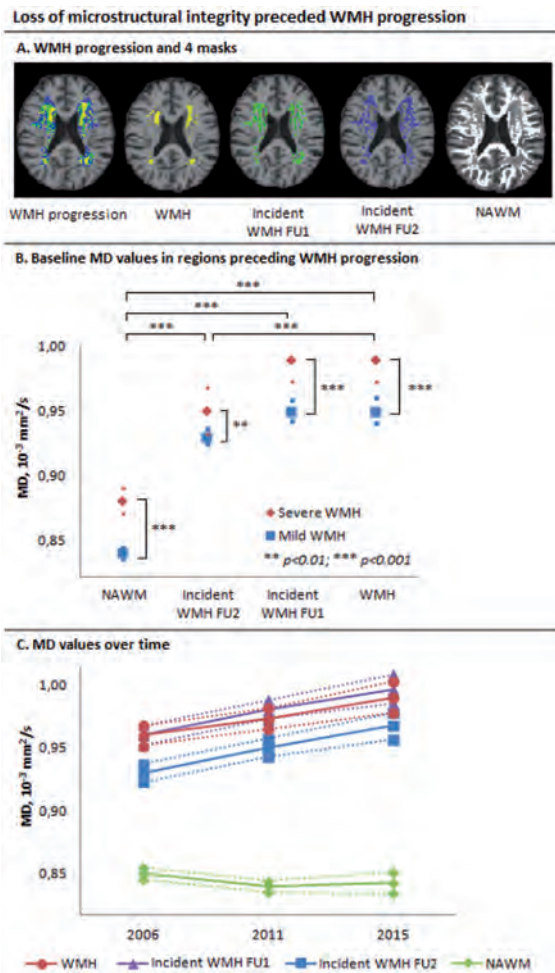 Loss of microstructural integrity preceded WMH progression
A. WMH progression and 4 masks
WMH progression
WMH
Incident
WMH FU1
Incident
WMH FU2
NAWM
B. Baseline MD values in regions preceding WMH progression
***
***
*** ***
1,00
0,95
0,90
0,85
MD, 10⁻³ mm²/s
***
**
***
***
Severe WMH
Mild WMH
** p<0.01; *** p<0.001
NAWM
Incident
WMH FU2
Incident
WMH FU1
WMH
C. MD values over time
1,00
0,95
0,90
0,85
MD, 10⁻³ mm²/s
2006 2011 2015
WMH Incident WMH FU1 Incident WMH FU2 NAWM